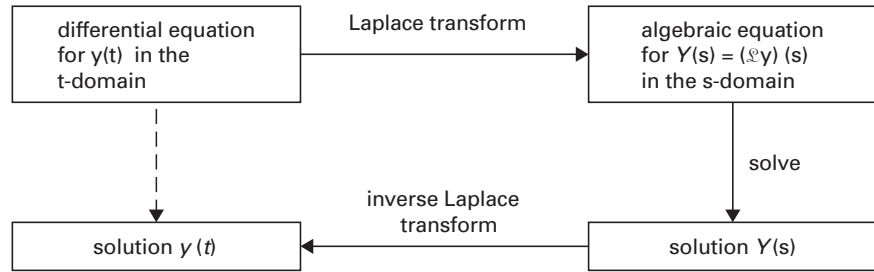 differential equation
for y(t) in the
t-domain
Laplace transform
algebraic equation
for Y(s) = (𝔏y) (s)
in the s-domain
solve
inverse Laplace
transform
solution y (t)
solution Y(s)